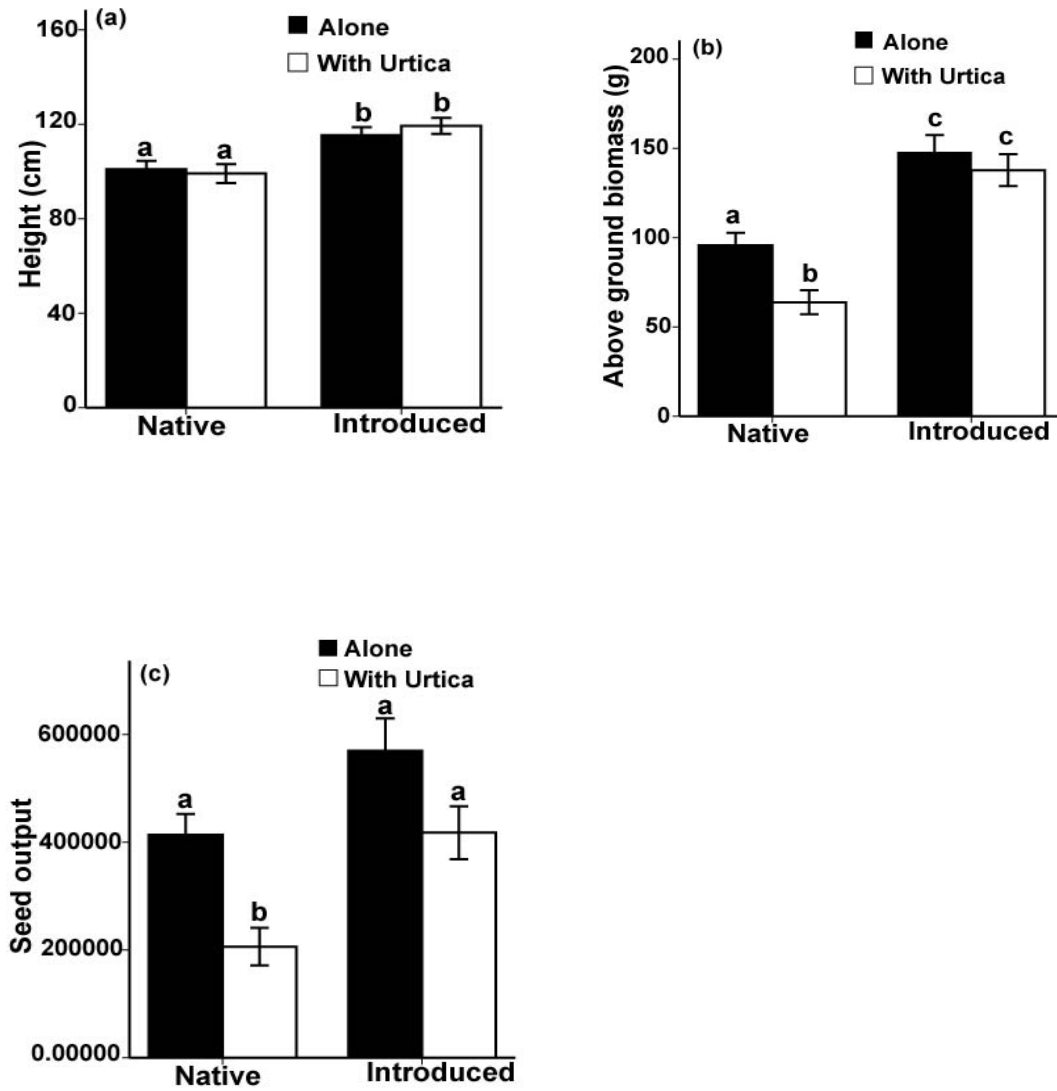 (a)
Alone
With Urtica
160
120
80
40
0
Height (cm)
a
a
b
b
Native
Introduced
(b)
Alone
With Urtica
200
150
100
50
0
Above ground biomass (g)
a
b
c
c
Native
Introduced
(c)
Alone
With Urtica
600000
400000
200000
0.00000
Seed output
a
b
a
a
Native
Introduced